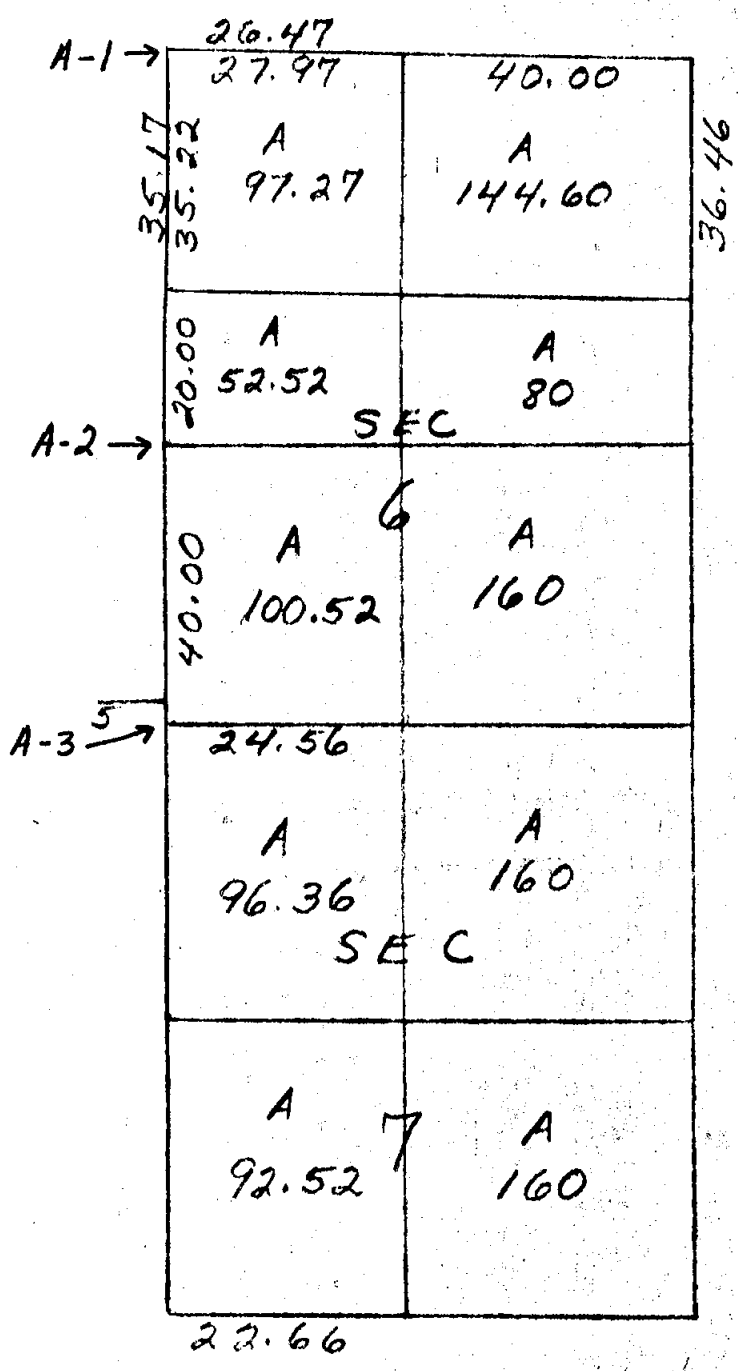 26.47
A-1
27.97 40.00
35.17
35.22
36.46
A A
97.27 144.60
20.00
A A
52.52 80
SEC
A-2
6
40.00
A A
100.52 160
5
A-3
24.56
A A
96.36 160
SEC
A 7 A
92.52 160
22.66